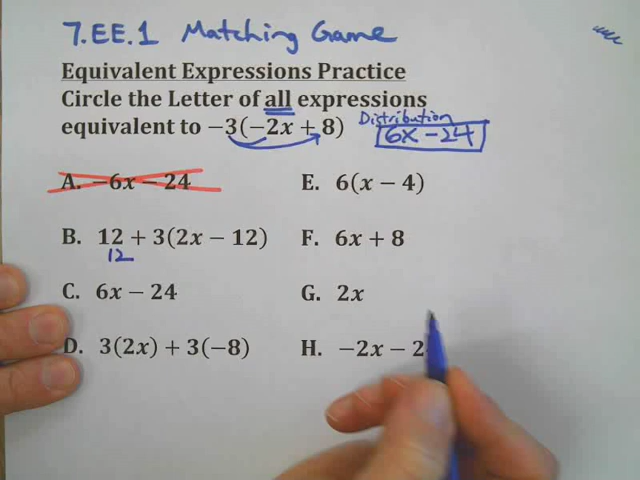 7.EE.1 Matching Game
Equivalent Expressions Practice
Circle the Letter of all expressions
Distribution
equivalent to −3(−2x + 8) 6x − 24
A. −6x − 24 E. 6(x − 4)
B. 12 + 3(2x − 12) F. 6x + 8
12
C. 6x − 24 G. 2x
D. 3(2x) + 3(−8) H. −2x − 2